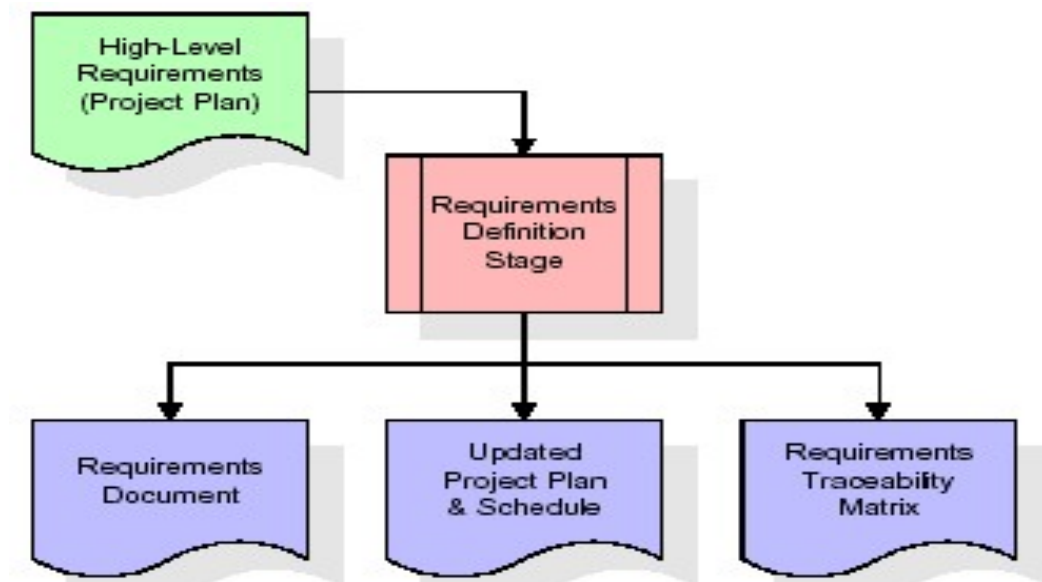 High-Level
Requirements
(Project Plan)
Requirements
Definition
Stage
Requirements
Document
Updated
Project Plan
& Schedule
Requirements
Traceability
Matrix